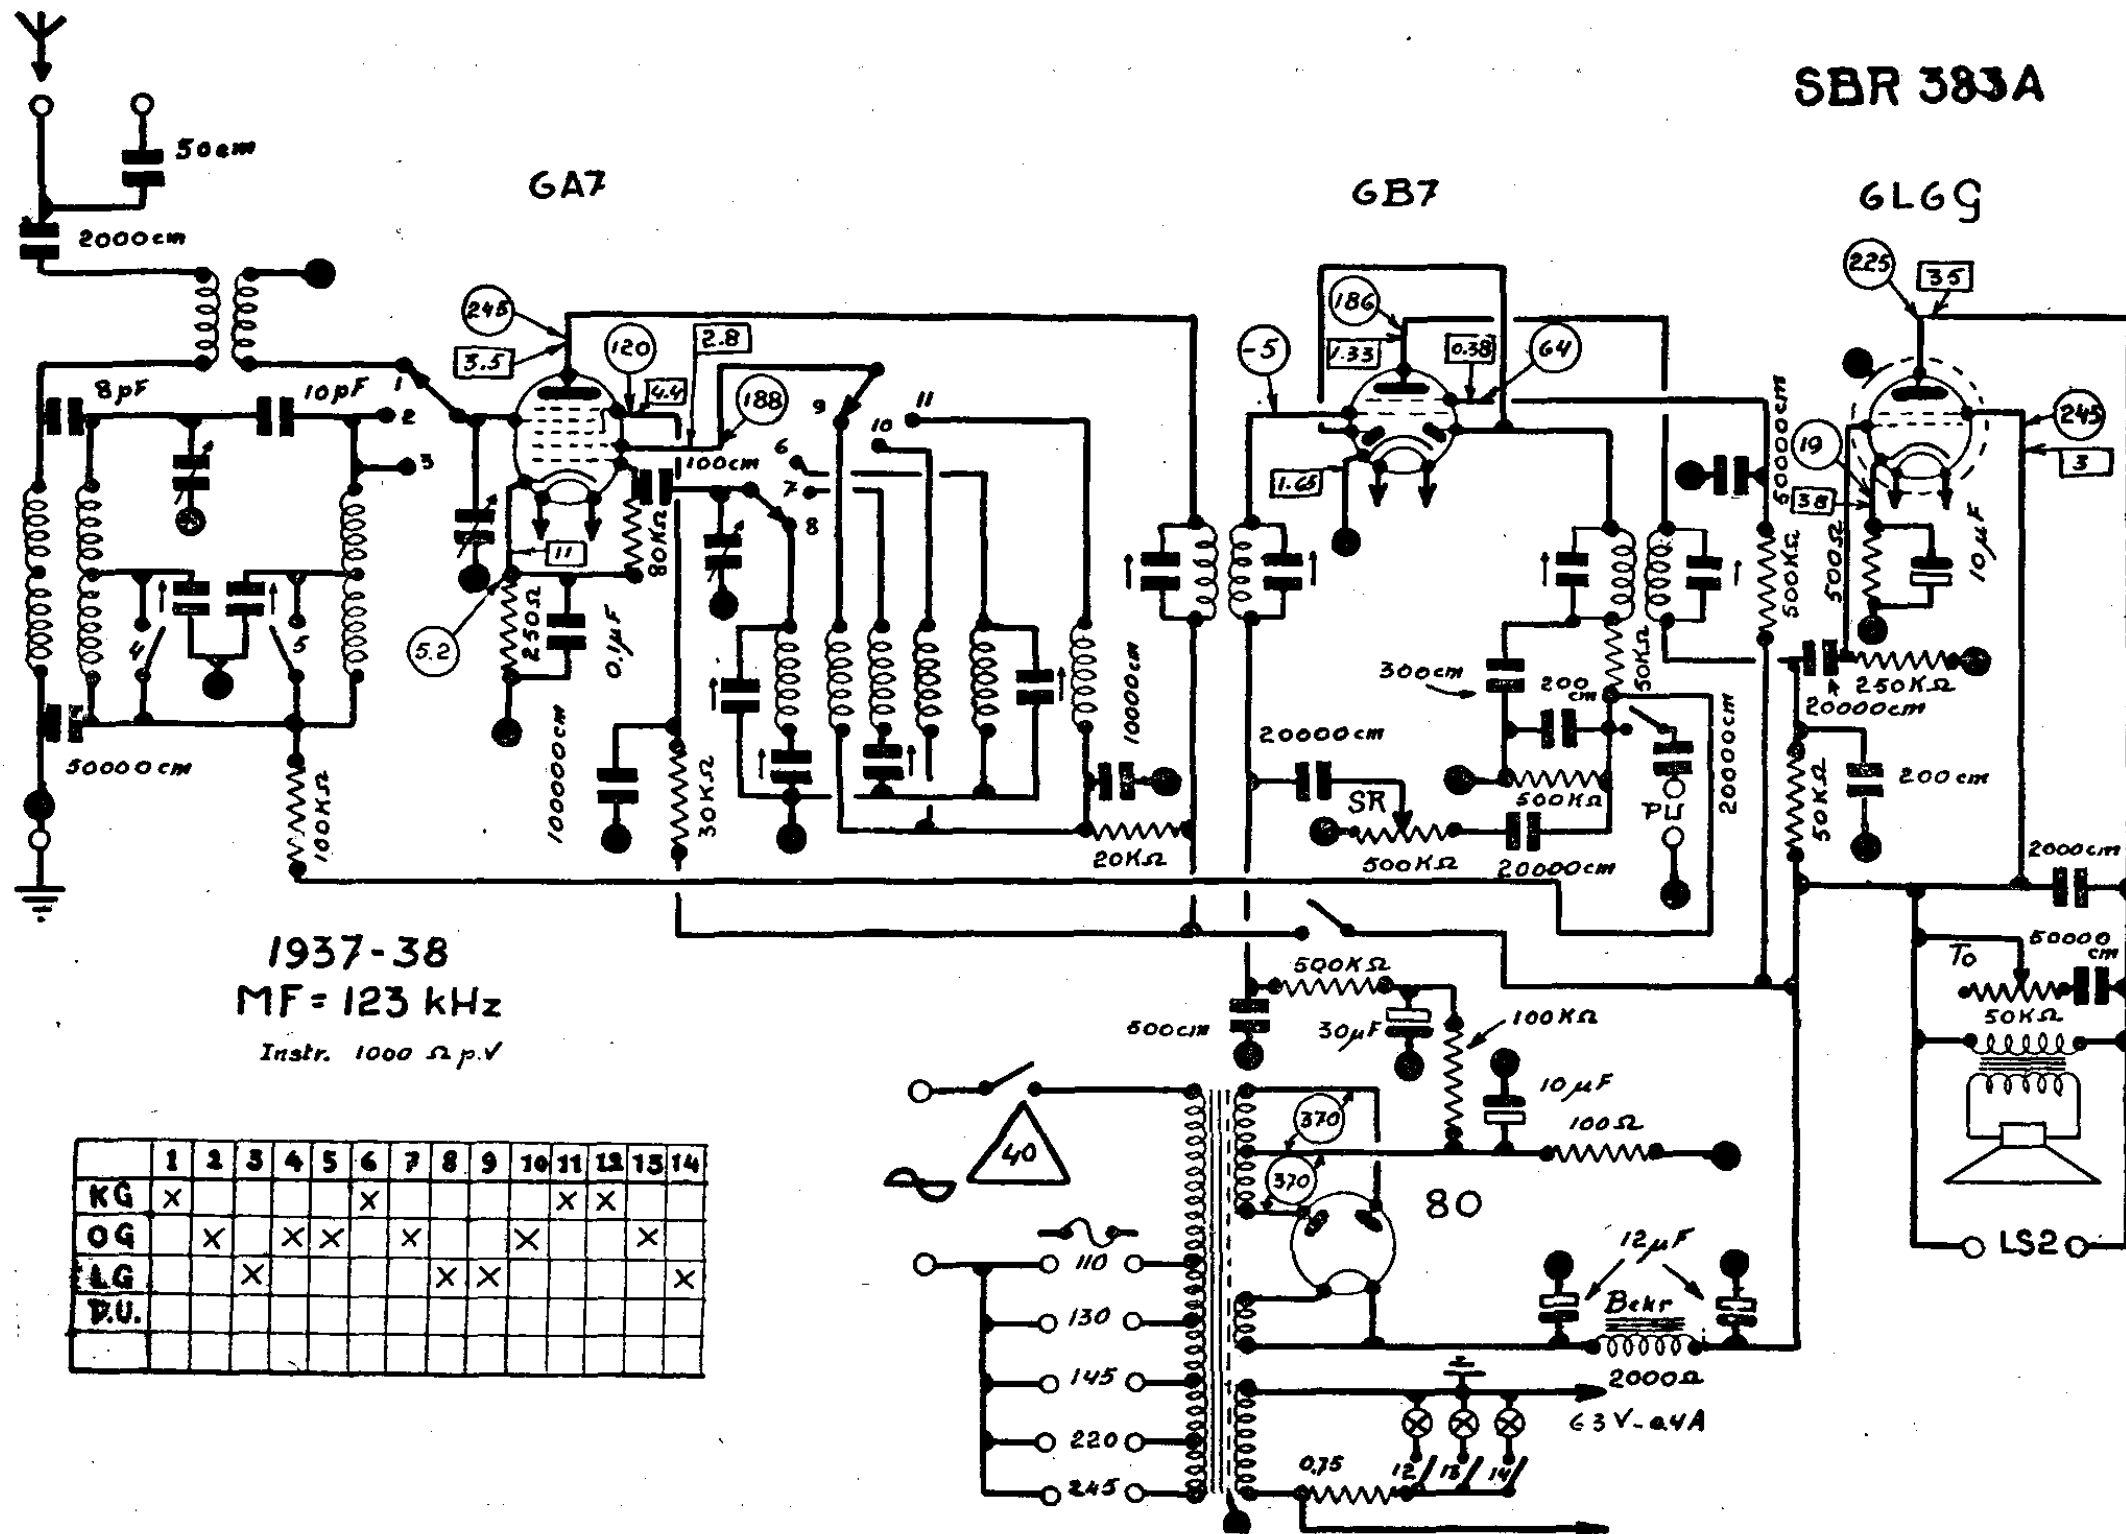 SBR 383A
50cm
2000cm
6A7
6B7
6L6G
245
3.5
120
2.8
4.4
188
186
1.33
0.38
64
-5
1.65
225
35
245
3
19
38
8pF
10pF
1
2
3
4
5
6
7
8
9
10
11
100cm
80KΩ
11
5.2
250Ω
0.1µF
50000cm
500KΩ
500Ω
10µF
50000cm
100KΩ
100000cm
30KΩ
10000cm
20KΩ
300cm
200 cm
50KΩ
20000cm
500KΩ
SR
500KΩ
20000cm
P
20000cm
250KΩ
20000cm
50KΩ
200cm
2000cm
To
50000 cm
50KΩ
LS2
1937-38
MF = 123 kHz
Instr. 1000 Ω p.V
500KΩ
500cm
30µF
100KΩ
10µF
100Ω
370
370
80
40
110
130
145
220
245
12µF
Bekr
2000Ω
63V-0.4A
0.75
12
13
14
1 2 3 4 5 6 7 8 9 10 11 12 13 14
KG X X X X
OG X X X X X X
LG X X X X
P.U.